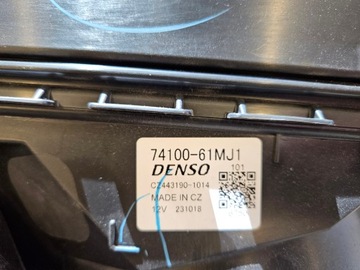 74100-61MJ1
DENSO 101
CZ443190-1014
MADE IN CZ
12V 231018